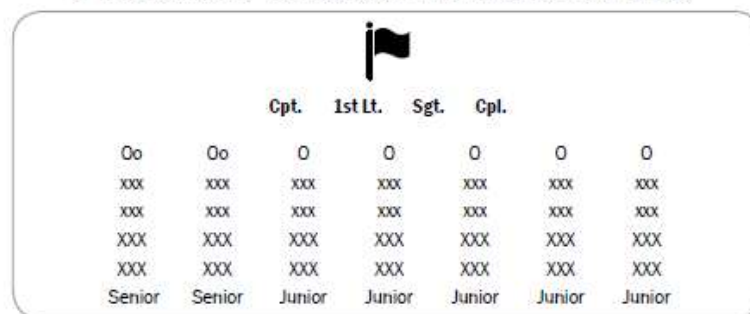 Cpt. 1st Lt. Sgt. Cpl.
Oo Oo O O O O O
xxx xxx xxx xxx xxx xxx xxx
xxx xxx xxx xxx xxx xxx xxx
XXX XXX XXX XXX XXX XXX XXX
XXX XXX XXX XXX XXX XXX XXX
Senior Senior Junior Junior Junior Junior Junior